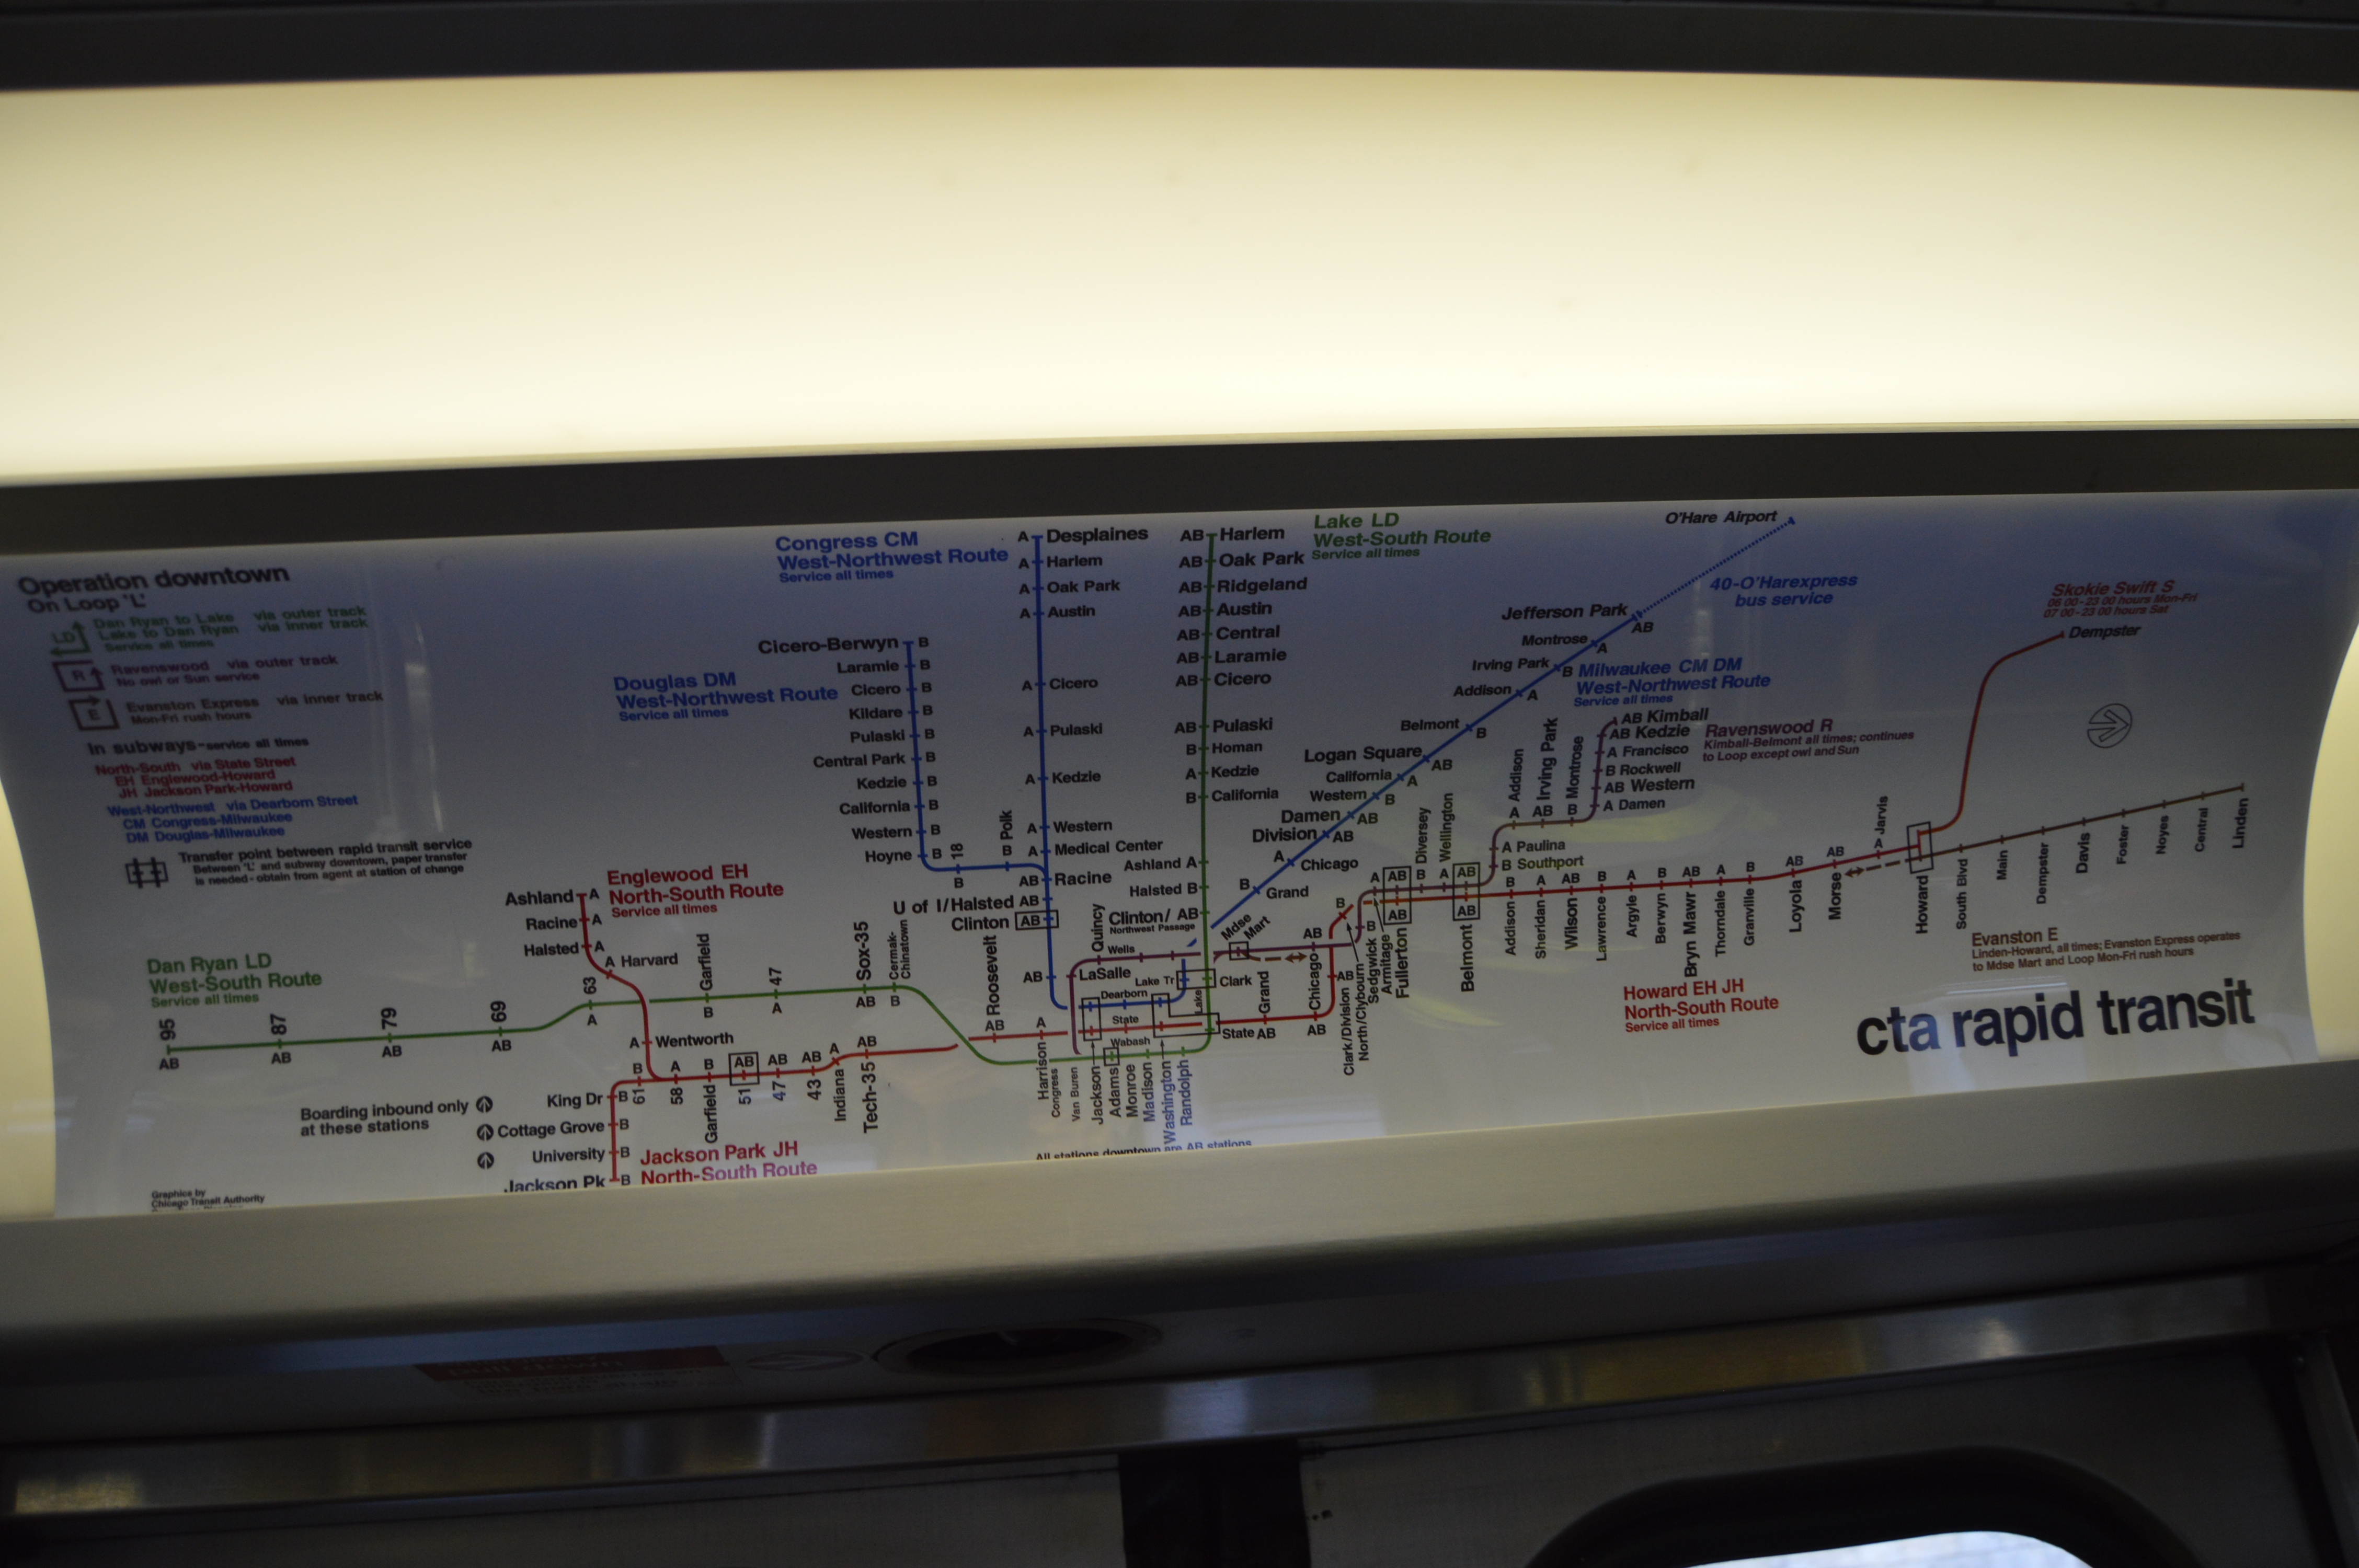 Operation downtown
On Loop 'L'
LD
Dan Ryan to Lake via outer track
Lake to Dan Ryan via inner track
Service all times
R
Ravenswood via outer track
No owl or Sun service
E
Evanston Express via inner track
Mon-Fri rush hours
In subways-service all times
North-South via State Street
EH Englewood-Howard
JH Jackson Park-Howard
West-Northwest via Dearborn Street
CM Congress-Milwaukee
DM Douglas-Milwaukee
Transfer point between rapid transit service
Between 'L' and subway downtown, paper transfer
is needed-obtain from agent at station of change
Congress CM
West-Northwest Route
Service all times
A Desplaines
A Harlem
A Oak Park
A Austin
A Cicero
A Pulaski
A Kedzie
A Western
A Medical Center
AB Racine
U of I/Halsted AB
Clinton AB
AB LaSalle
Douglas DM
West-Northwest Route
Service all times
Cicero-Berwyn B
Laramie B
Cicero B
Kildare B
Pulaski B
Central Park B
Kedzie B
California B
Western B
Hoyne B
18 B
Polk B
Lake LD
West-South Route
Service all times
AB Harlem
AB Oak Park
AB Ridgeland
AB Austin
AB Central
AB Laramie
AB Cicero
AB Pulaski
B Homan
A Kedzie
B California
Ashland A
Halsted B
Clinton/ AB
Northwest Passage
Clark
State AB
O'Hare Airport
40-O'Harexpress
bus service
Jefferson Park AB
Montrose A
Irving Park B
Addison A
Belmont B
Logan Square AB
California A
Western B
Damen AB
Division AB
A Chicago
B Grand
Milwaukee CM DM
West-Northwest Route
Service all times
AB Kimball
AB Kedzie
A Francisco
B Rockwell
AB Western
A Damen
Ravenswood R
Kimball-Belmont all times; continues
to Loop except owl and Sun
Montrose B
Irving Park AB
Addison A
A Paulina
B Southport
Belmont AB AB
Wellington A
Diversey B
Fullerton AB AB
Armitage A
Sedgwick B
North/Clybourn B
Clark/Division AB
Chicago AB AB
Grand
Mdse
Mart
Skokie Swift S
06 00-23 00 hours Mon-Fri
07 00-23 00 hours Sat
Dempster
Addison B
Sheridan A
Wilson AB
Lawrence B
Argyle A
Berwyn B
Bryn Mawr AB
Thorndale A
Granville B
Loyola AB
Morse AB
A Jarvis
Howard
South Blvd
Main
Dempster
Davis
Foster
Noyes
Central
Linden
Evanston E
Linden-Howard, all times; Evanston Express operates
to Mdse Mart and Loop Mon-Fri rush hours
Howard EH JH
North-South Route
Service all times
cta rapid transit
Englewood EH
North-South Route
Service all times
Ashland A
Racine A
Halsted A
A Harvard
A Wentworth
Dan Ryan LD
West-South Route
Service all times
95 AB
87 AB
79 AB
69 AB
63 A
Garfield B
47 A
Sox-35 AB
Cermak-
Chinatown B
Roosevelt AB
Harrison A
Congress
Van Buren
Jackson
Adams
Monroe
Madison
Washington
Randolph
Quincy
Wells
Lake Tr
Dearborn
State
Wabash
Lake
61 B
58 A
Garfield B
51 AB
47 AB
43 AB
Indiana A
Tech-35 AB
King Dr B
Cottage Grove B
University B
Jackson Pk B
Jackson Park JH
North-South Route
Boarding inbound only
at these stations
All stations downtown are AB stations
Graphics by
Chicago Transit Authority